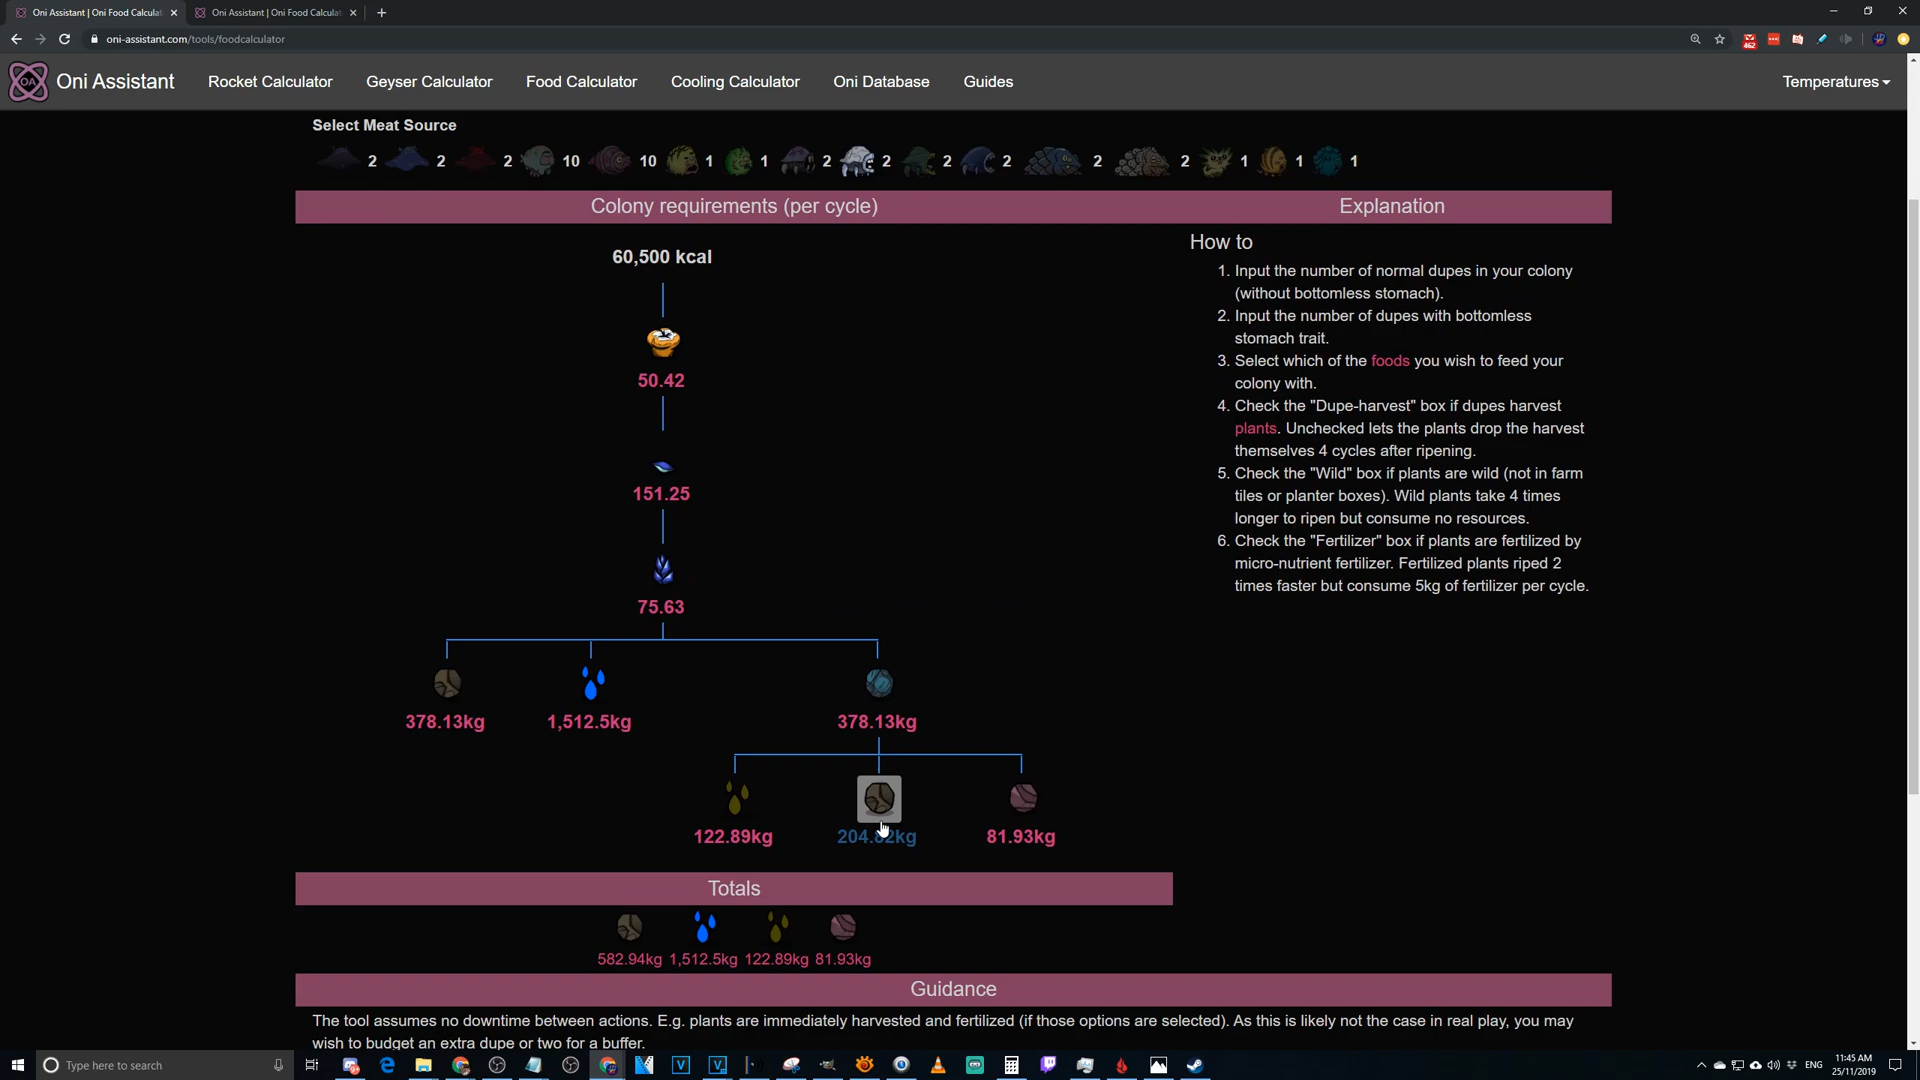 Oni Assistant | Oni Food Calculat
Oni Assistant | Oni Food Calculat
oni-assistant.com/tools/foodcalculator
462
Oni Assistant
Rocket Calculator
Geyser Calculator
Food Calculator
Cooling Calculator
Oni Database
Guides
Temperatures
Select Meat Source
2 2 2 10 10 1 1 2 2 2 2 2 2 1 1 1
Colony requirements (per cycle)
Explanation
60,500 kcal
50.42
151.25
75.63
378.13kg 1,512.5kg 378.13kg
122.89kg 204.82kg 81.93kg
How to
1. Input the number of normal dupes in your colony
(without bottomless stomach).
2. Input the number of dupes with bottomless
stomach trait.
3. Select which of the foods you wish to feed your
colony with.
4. Check the "Dupe-harvest" box if dupes harvest
plants. Unchecked lets the plants drop the harvest
themselves 4 cycles after ripening.
5. Check the "Wild" box if plants are wild (not in farm
tiles or planter boxes). Wild plants take 4 times
longer to ripen but consume no resources.
6. Check the "Fertilizer" box if plants are fertilized by
micro-nutrient fertilizer. Fertilized plants riped 2
times faster but consume 5kg of fertilizer per cycle.
Totals
582.94kg 1,512.5kg 122.89kg 81.93kg
Guidance
The tool assumes no downtime between actions. E.g. plants are immediately harvested and fertilized (if those options are selected). As this is likely not the case in real play, you may
wish to budget an extra dupe or two for a buffer.
Type here to search
ENG
11:45 AM
25/11/2019